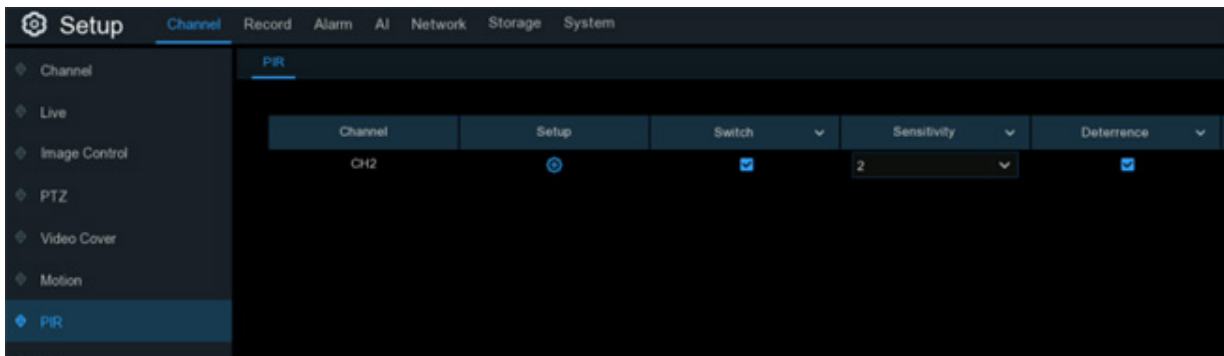 Setup Channel Record Alarm AI Network Storage System
Channel
PIR
Live
Channel Setup Switch Sensitivity Deterrence
Image Control
CH2 2
PTZ
Video Cover
Motion
PIR